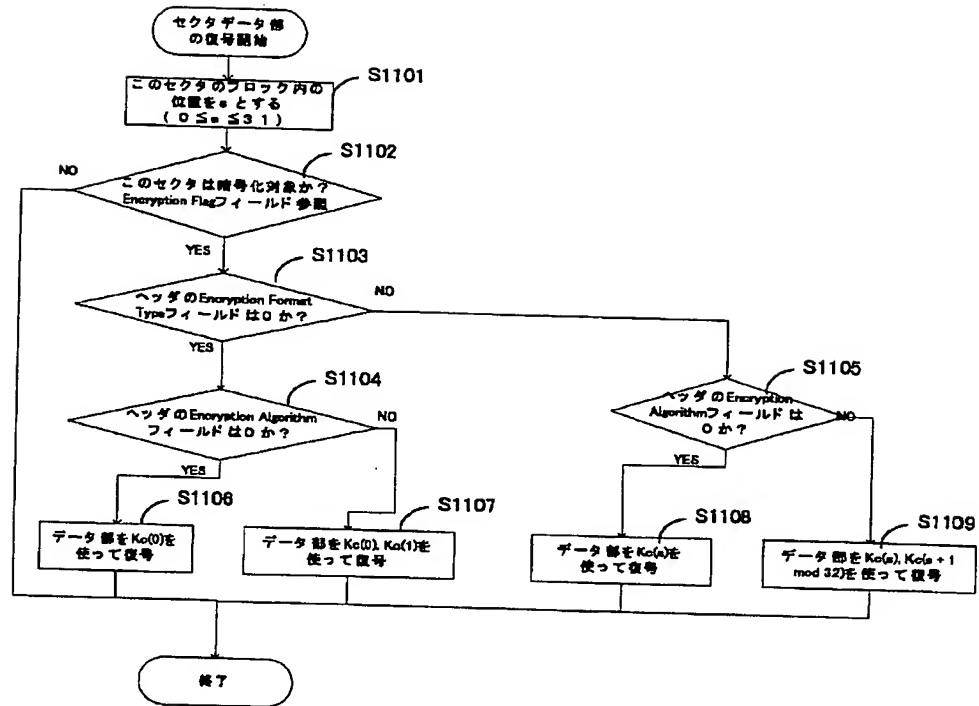 セクタデータ部
の復号開始
S1101
このセクタのブロック内の
位置をsとする
( 0≦s≦31)
S1102
NO
このセクタは暗号化対象か?
Encryption Flagフィールド参照
YES
S1103
NO
ヘッダのEncryption Format
Typeフィールドは0か?
YES
S1104
S1105
ヘッダのEncryption Algorithm
フィールドは0か?
NO
ヘッダのEncryption
Algorithmフィールドは
0か?
NO
YES
YES
S1106
S1107
S1108
S1109
データ部をKc(0)を
使って復号
データ部をKc(0), Kc(1)を
使って復号
データ部をKc(s)を
使って復号
データ部をKc(s), Kc(s+1
mod 32)を使って復号
終了